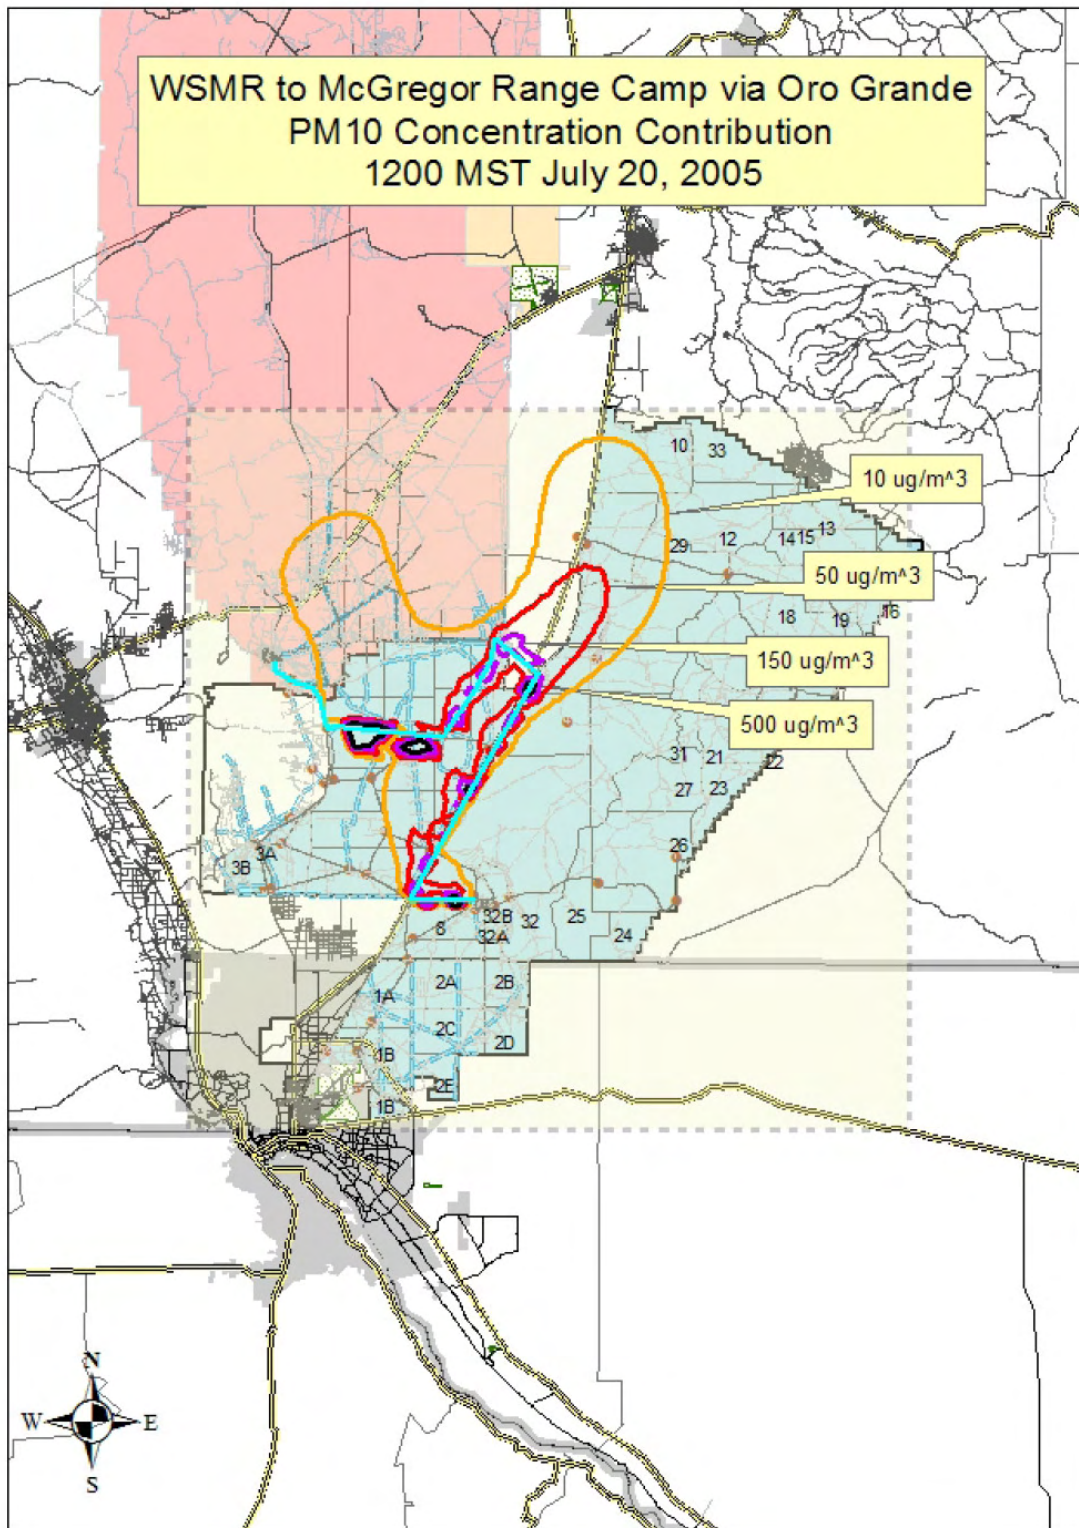 WSMR to McGregor Range Camp via Oro Grande
PM10 Concentration Contribution
1200 MST July 20, 2005
10
33
10 ug/m^3
29
12
14
15
13
50 ug/m^3
18
19
16
150 ug/m^3
500 ug/m^3
31
21
22
27
23
26
3A
3B
8
32B
32
32A
25
24
1A
2A
2B
2C
2D
1B
2E
1B
N
W
E
S